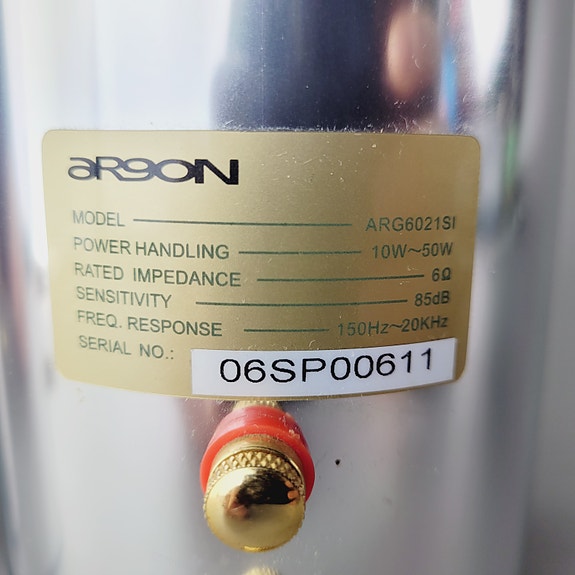 aRgON
MODEL ARG6021SI
POWER HANDLING 10W~50W
RATED IMPEDANCE 6Ω
SENSITIVITY 85dB
FREQ. RESPONSE 150Hz~20KHz
SERIAL NO.: 06SP00611